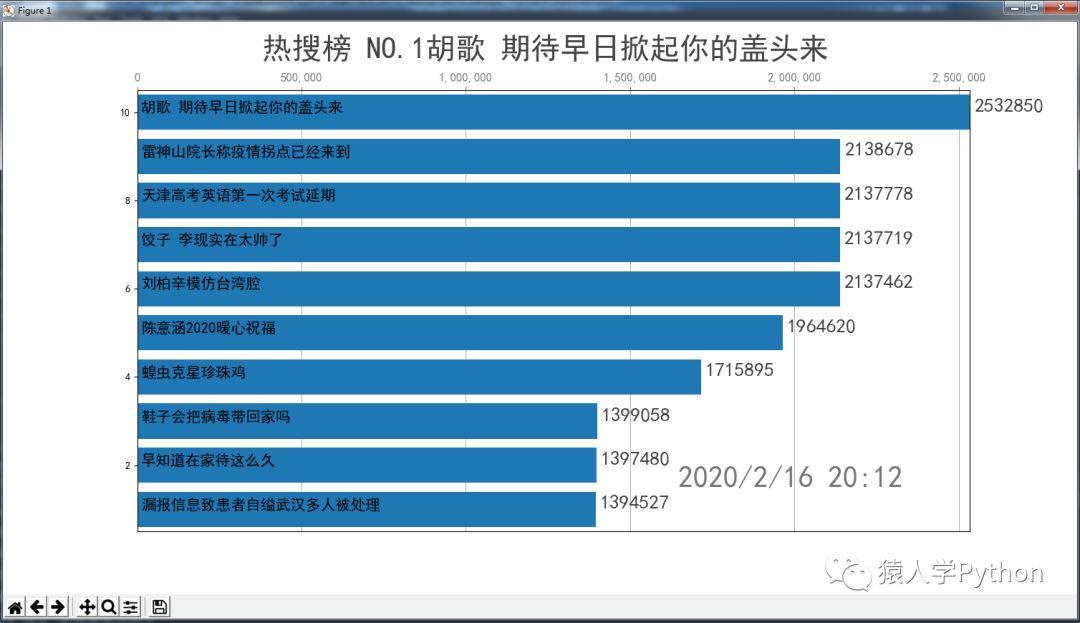 Figure 1
热搜榜 NO.1胡歌 期待早日掀起你的盖头来
0 500,000 1,000,000 1,500,000 2,000,000 2,500,000
10 胡歌 期待早日掀起你的盖头来 2532850
雷神山院长称疫情拐点已经来到 2138678
8 天津高考英语第一次考试延期 2137778
饺子 李现实在太帅了 2137719
6 刘柏辛模仿台湾腔 2137462
陈意涵2020暖心祝福 1964620
4 蝗虫克星珍珠鸡 1715895
鞋子会把病毒带回家吗 1399058
2 早知道在家待这么久 1397480
2020/2/16 20:12
漏报信息致患者自缢武汉多人被处理 1394527
猿人学Python